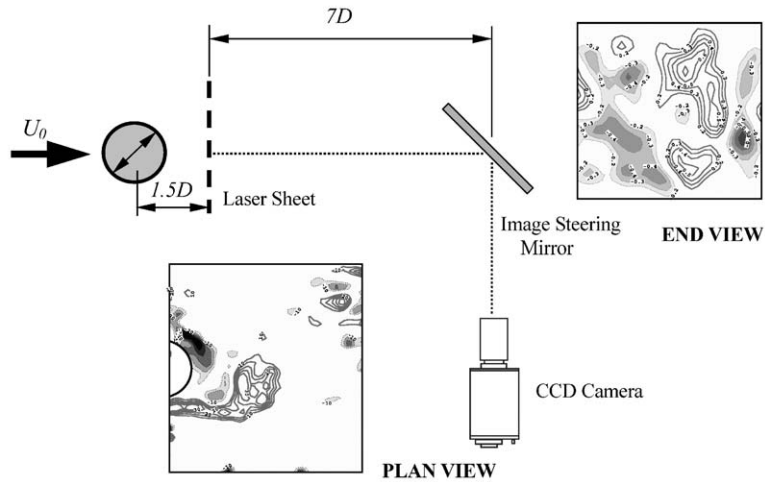 7D
END VIEW
U₀
1.5D
Laser Sheet
Image Steering
Mirror
CCD Camera
PLAN VIEW